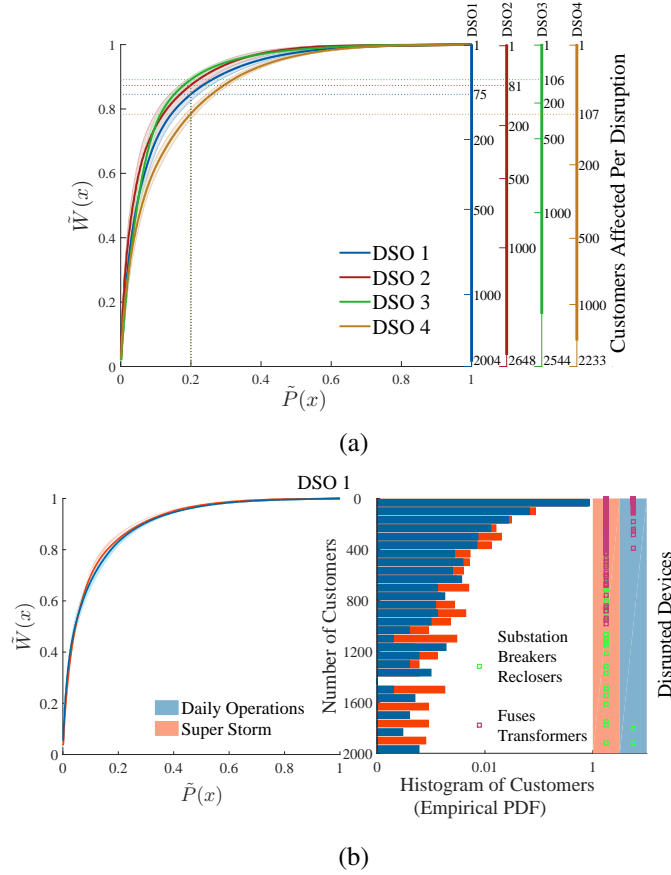 DSO1
DSO2
DSO3
DSO4
1
0.8
0.6
0.4
0.2
0
W̃(x)
0
0.2
0.4
0.6
0.8
1
P̃(x)
DSO 1
DSO 2
DSO 3
DSO 4
1
75
200
500
1000
2004
1
81
200
500
1000
2648
1
106
200
500
1000
2544
1
107
200
500
1000
2233
Customers Affected Per Disruption
(a)
DSO 1
1
0.8
0.6
0.4
0.2
0
W̃(x)
0
0.2
0.4
0.6
0.8
1
P̃(x)
Daily Operations
Super Storm
0
400
800
1200
1600
2000
Number of Customers
Substation
Breakers
Reclosers
Fuses
Transformers
0
0.01
1
Histogram of Customers
(Empirical PDF)
Disrupted Devices
(b)